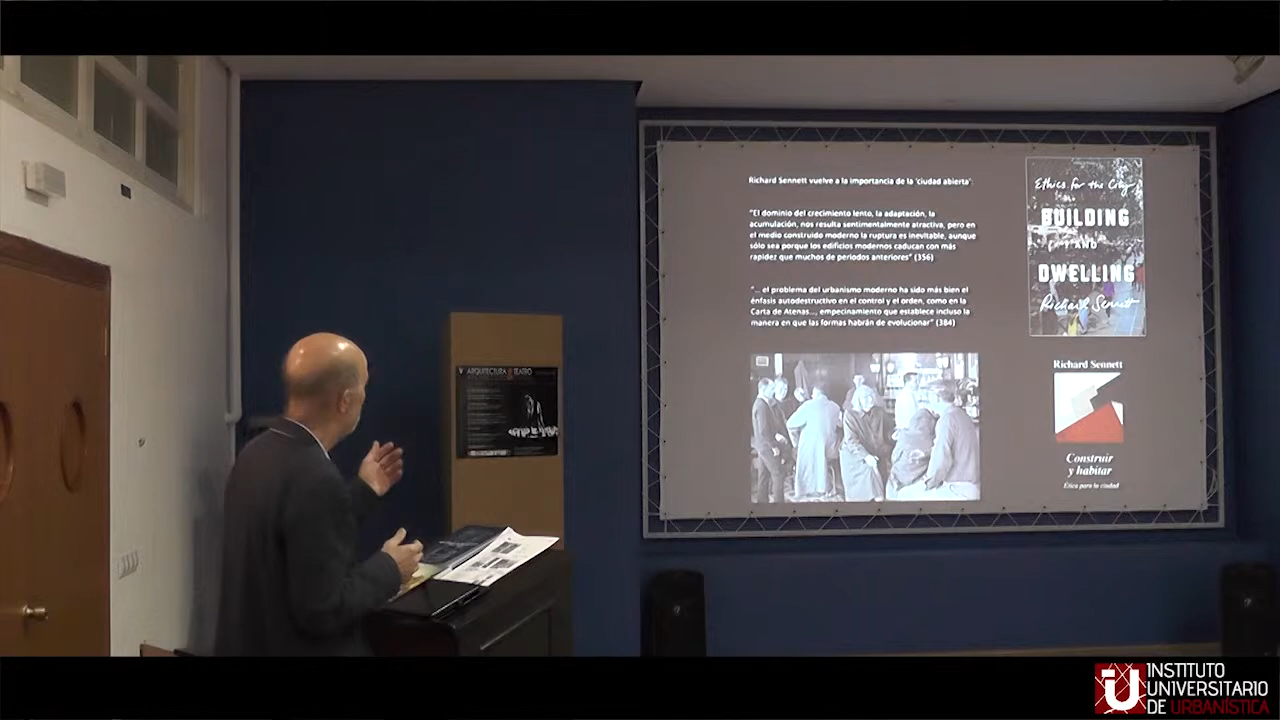 Richard Sennett vuelve a la importancia de la 'ciudad abierta':
"El dominio del crecimiento lento, la adaptación, la
acumulación, nos resulta sentimentalmente atractiva, pero en
el medio construido moderno la ruptura es inevitable, aunque
sólo sea porque los edificios modernos caducan con más
rapidez que muchos de periodos anteriores" (356)
"... el problema del urbanismo moderno ha sido más bien el
énfasis autodestructivo en el control y el orden, como en la
Carta de Atenas..., empecinamiento que establece incluso la
manera en que las formas habrán de evolucionar" (384)
Ethics for the City
BUILDING
AND
DWELLING
Richard Sennett
Richard Sennett
Construir
y habitar
Ética para la ciudad
V ARQUITECTURA TEATRO
INSTITUTO
UNIVERSITARIO
DE URBANÍSTICA